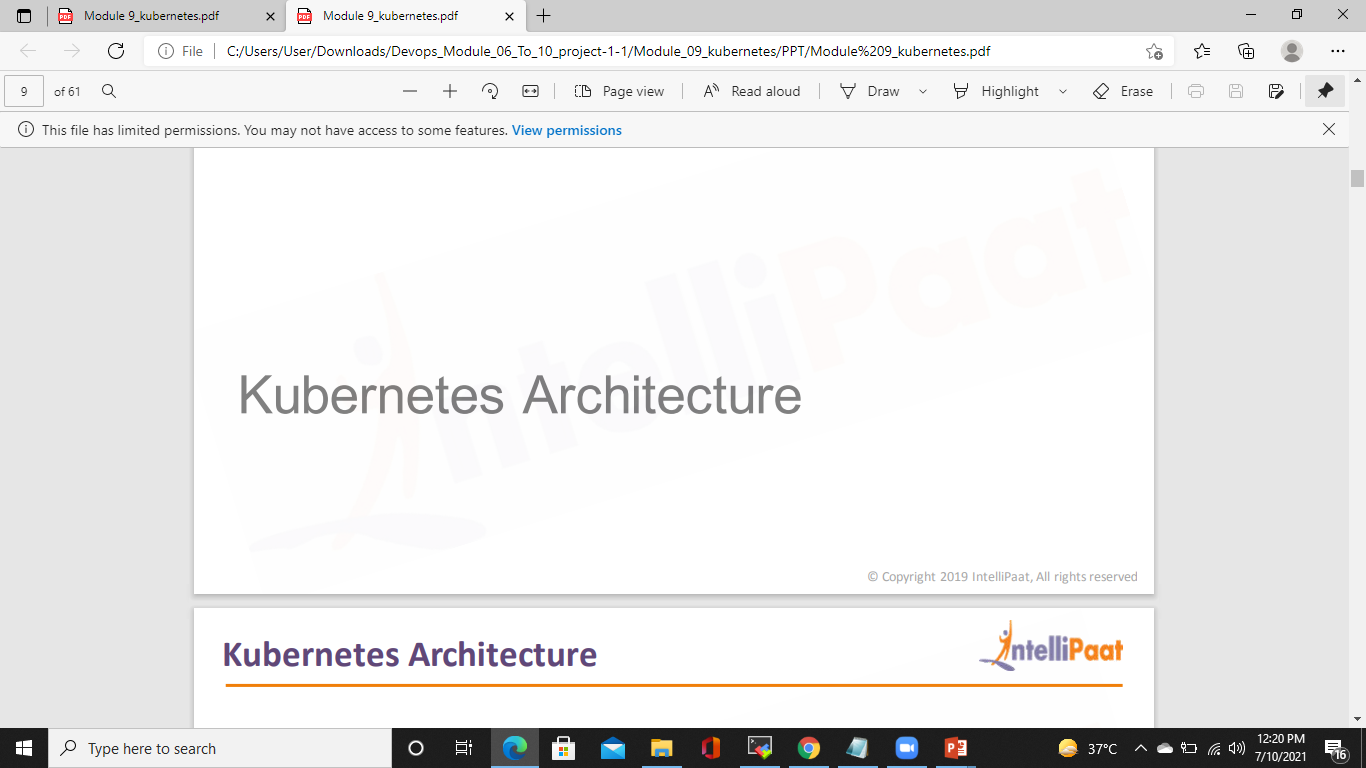 Module 9_kubernetes.pdf
Module 9_kubernetes.pdf
File
C:/Users/User/Downloads/Devops_Module_06_To_10_project-1-1/Module_09_kubernetes/PPT/Module%209_kubernetes.pdf
9 of 61
Page view
Read aloud
Draw
Highlight
Erase
This file has limited permissions. You may not have access to some features. View permissions
IntelliPaat
Kubernetes Architecture
© Copyright 2019 IntelliPaat, All rights reserved
Kubernetes Architecture
IntelliPaat
Type here to search
37°C
12:20 PM
7/10/2021
16